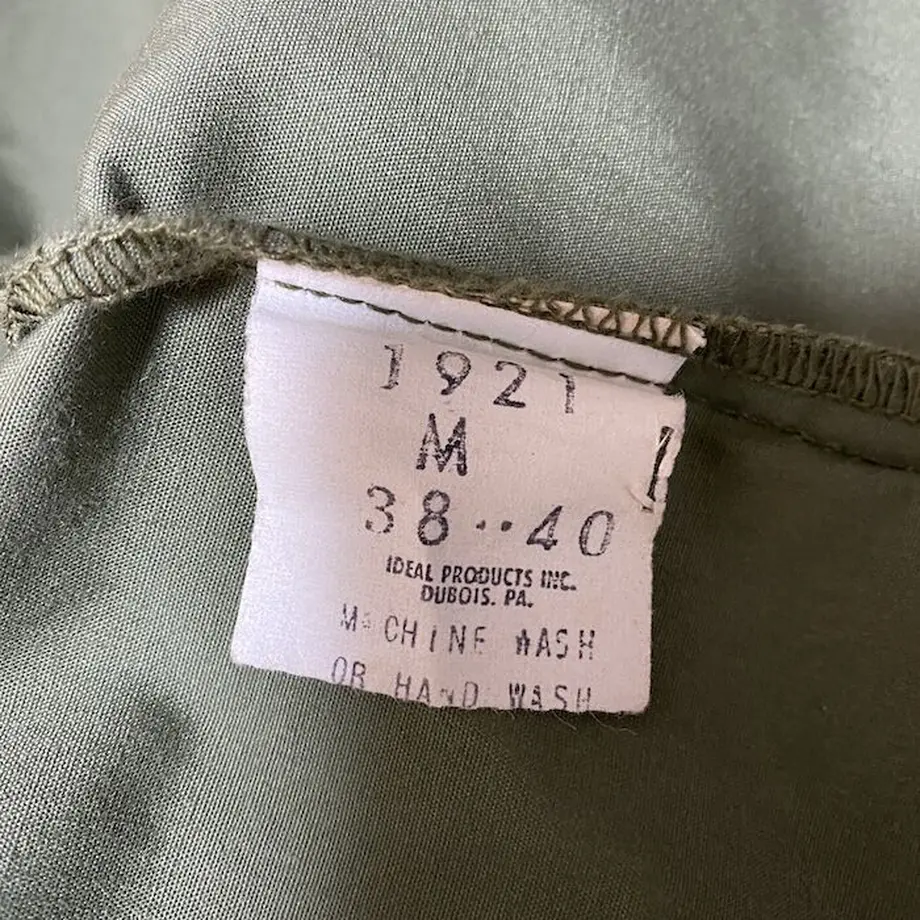 1921
M
38--40
IDEAL PRODUCTS INC.
DUBOIS. PA.
MACHINE WASH
OR HAND WASH